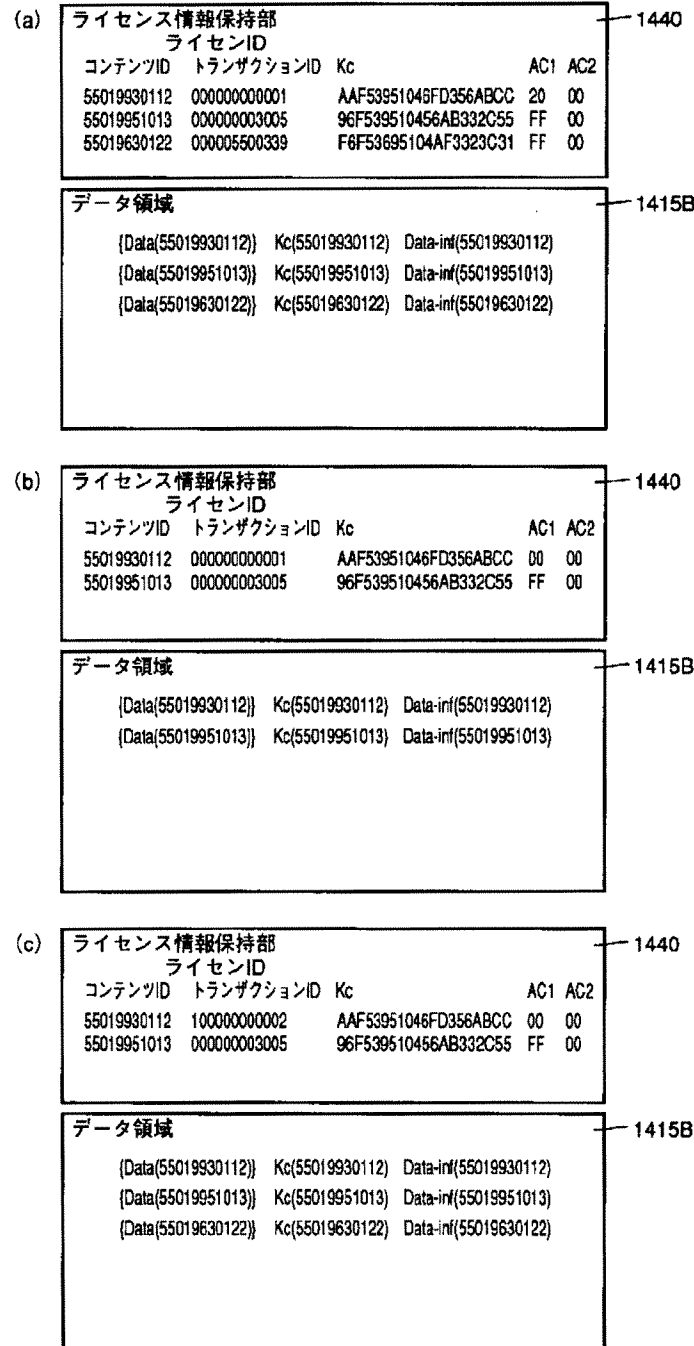 (a) ライセンス情報保持部 1440
ライセンID
コンテンツID トランザクションID Kc AC1 AC2
55019930112 000000000001 AAF53951046FD356ABCC 20 00
55019951013 000000003005 96F539510456AB332C55 FF 00
55019630122 000005500339 F6F53695104AF3323C31 FF 00
データ領域 1415B
{Data(55019930112)} Kc(55019930112) Data-inf(55019930112)
{Data(55019951013)} Kc(55019951013) Data-inf(55019951013)
{Data(55019630122)} Kc(55019630122) Data-inf(55019630122)
(b) ライセンス情報保持部 1440
ライセンID
コンテンツID トランザクションID Kc AC1 AC2
55019930112 000000000001 AAF53951046FD356ABCC 00 00
55019951013 000000003005 96F539510456AB332C55 FF 00
データ領域 1415B
{Data(55019930112)} Kc(55019930112) Data-inf(55019930112)
{Data(55019951013)} Kc(55019951013) Data-inf(55019951013)
(c) ライセンス情報保持部 1440
ライセンID
コンテンツID トランザクションID Kc AC1 AC2
55019930112 100000000002 AAF53951046FD356ABCC 00 00
55019951013 000000003005 96F539510456AB332C55 FF 00
データ領域 1415B
{Data(55019930112)} Kc(55019930112) Data-inf(55019930112)
{Data(55019951013)} Kc(55019951013) Data-inf(55019951013)
{Data(55019630122)} Kc(55019630122) Data-inf(55019630122)